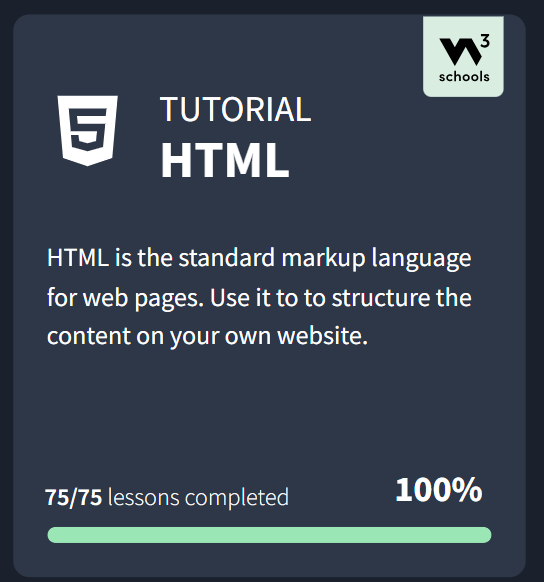 W3
schools
TUTORIAL
HTML
HTML is the standard markup language
for web pages. Use it to to structure the
content on your own website.
75/75 lessons completed
100%